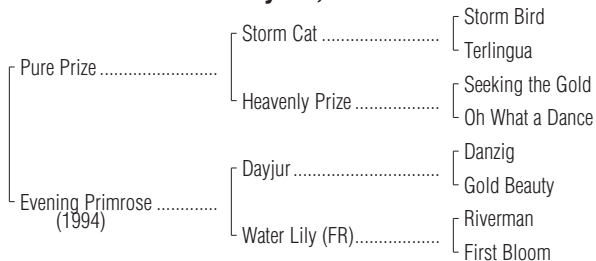 Storm Bird
Storm Cat ........................
Terlingua
Pure Prize ........................
Seeking the Gold
Heavenly Prize .................
Oh What a Dance
Danzig
Dayjur ..............................
Gold Beauty
Evening Primrose ............
(1994)
Riverman
Water Lily (FR) .................
First Bloom